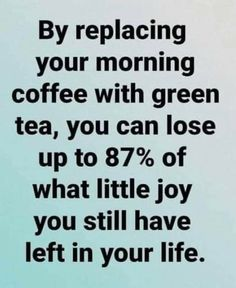 By replacing
your morning
coffee with green
tea, you can lose
up to 87% of
what little joy
you still have
left in your life.